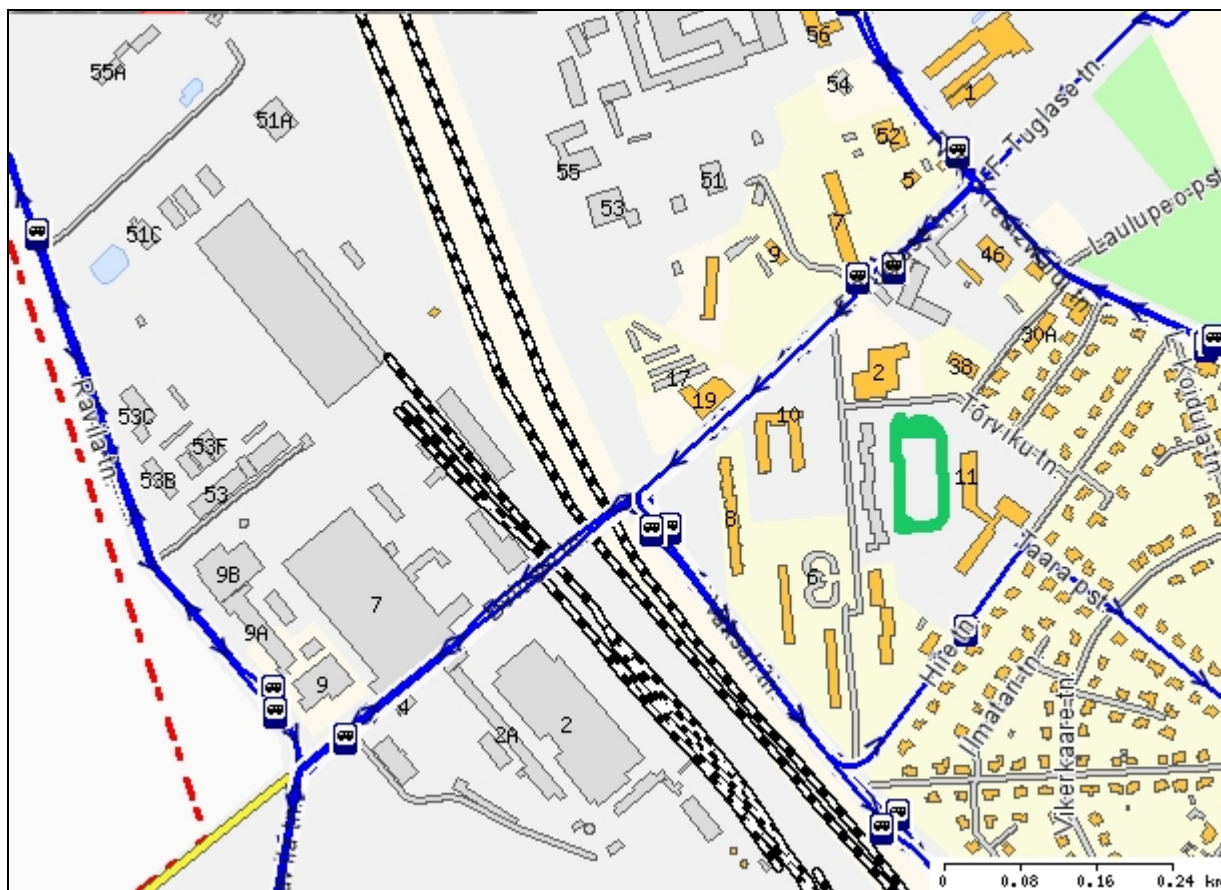 56
55A
54
1
51A
52
F. Tuglase tn.
55
51
5
53
Laulupeo pst
51C
7
46
9
30A
17
2
38
19
53C
10
Tõrviku tn.
Ravila tn.
53F
53B
53
11
8
Taara pst.
9B
6
7
9A
Hiie tn.
Ilmatari tn.
9
4
2A
2
Vikerkaare tn.
0
0.08
0.16
0.24 km